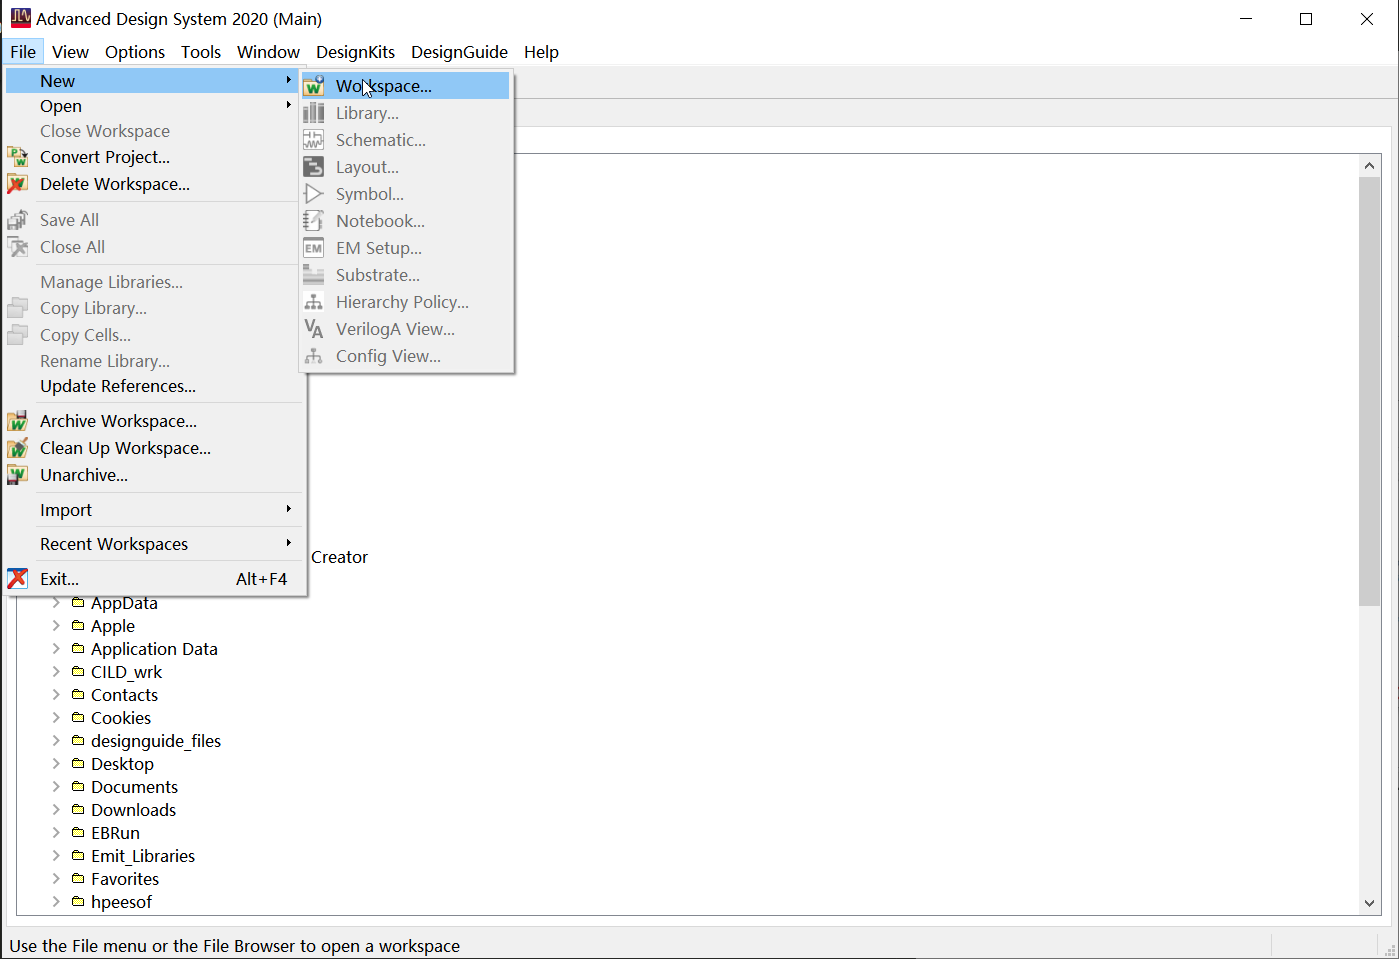 Advanced Design System 2020 (Main)
File View Options Tools Window DesignKits DesignGuide Help
New
Open
Close Workspace
Convert Project...
Delete Workspace...
Save All
Close All
Manage Libraries...
Copy Library...
Copy Cells...
Rename Library...
Update References...
Archive Workspace...
Clean Up Workspace...
Unarchive...
Import
Recent Workspaces
Exit... Alt+F4
Workspace...
Library...
Schematic...
Layout...
Symbol...
Notebook...
EM EM Setup...
Substrate...
Hierarchy Policy...
VA VerilogA View...
Config View...
Creator
AppData
Apple
Application Data
CILD_wrk
Contacts
Cookies
designguide_files
Desktop
Documents
Downloads
EBRun
Emit_Libraries
Favorites
hpeesof
Use the File menu or the File Browser to open a workspace